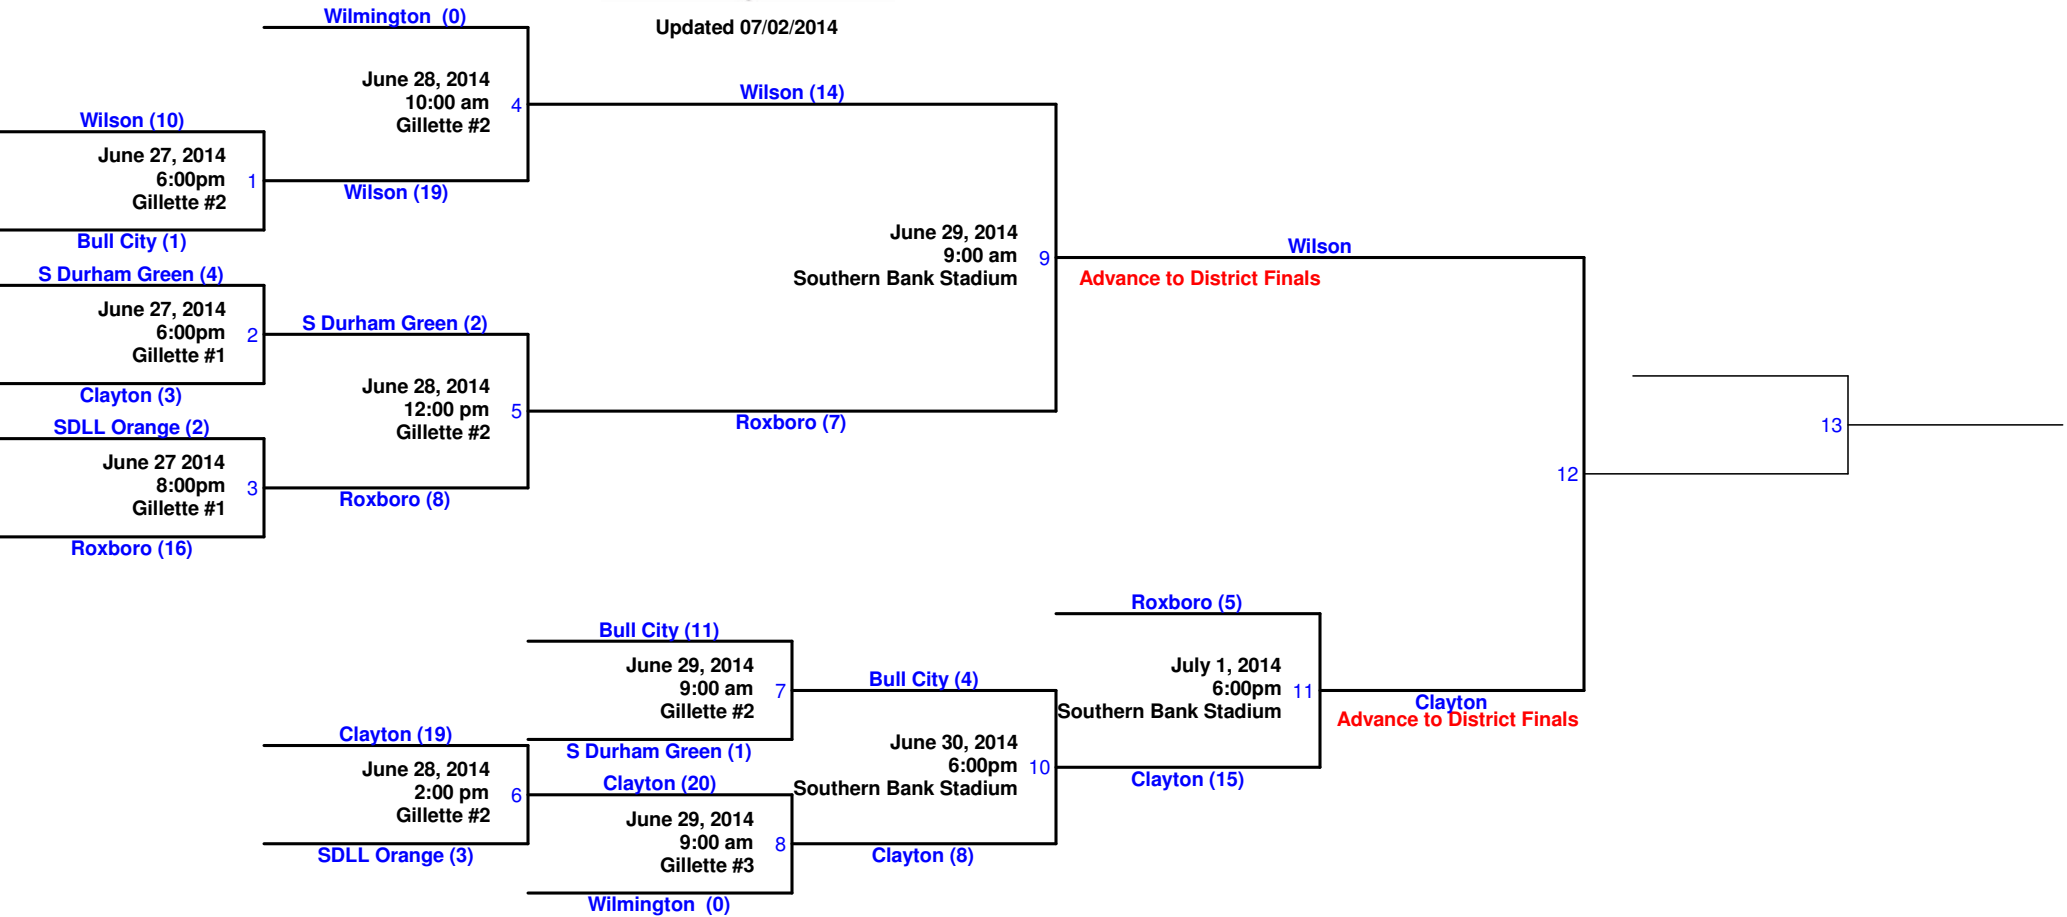 Wilmington  (0)
Updated 07/02/2014
June 28, 2014
10:00 am
Gillette #2
4
Wilson (14)
Wilson (10)
June 27, 2014
6:00pm
Gillette #2
1
Wilson (19)
Bull City (1)
S Durham Green (4)
June 27, 2014
6:00pm
Gillette #1
2
S Durham Green (2)
Clayton (3)
SDLL Orange (2)
June 27 2014
8:00pm
Gillette #1
3
Roxboro (8)
Roxboro (16)
June 28, 2014
12:00 pm
Gillette #2
5
Roxboro (7)
June 29, 2014
9:00 am
Southern Bank Stadium
9
Wilson
Advance to District Finals
12
13
Roxboro (5)
Bull City (11)
June 29, 2014
9:00 am
Gillette #2
7
S Durham Green (1)
Bull City (4)
July 1, 2014
6:00pm
Southern Bank Stadium
11
Clayton
Advance to District Finals
June 30, 2014
6:00pm
Southern Bank Stadium
10
Clayton (15)
Clayton (19)
June 28, 2014
2:00 pm
Gillette #2
6
SDLL Orange (3)
Clayton (20)
June 29, 2014
9:00 am
Gillette #3
8
Clayton (8)
Wilmington  (0)